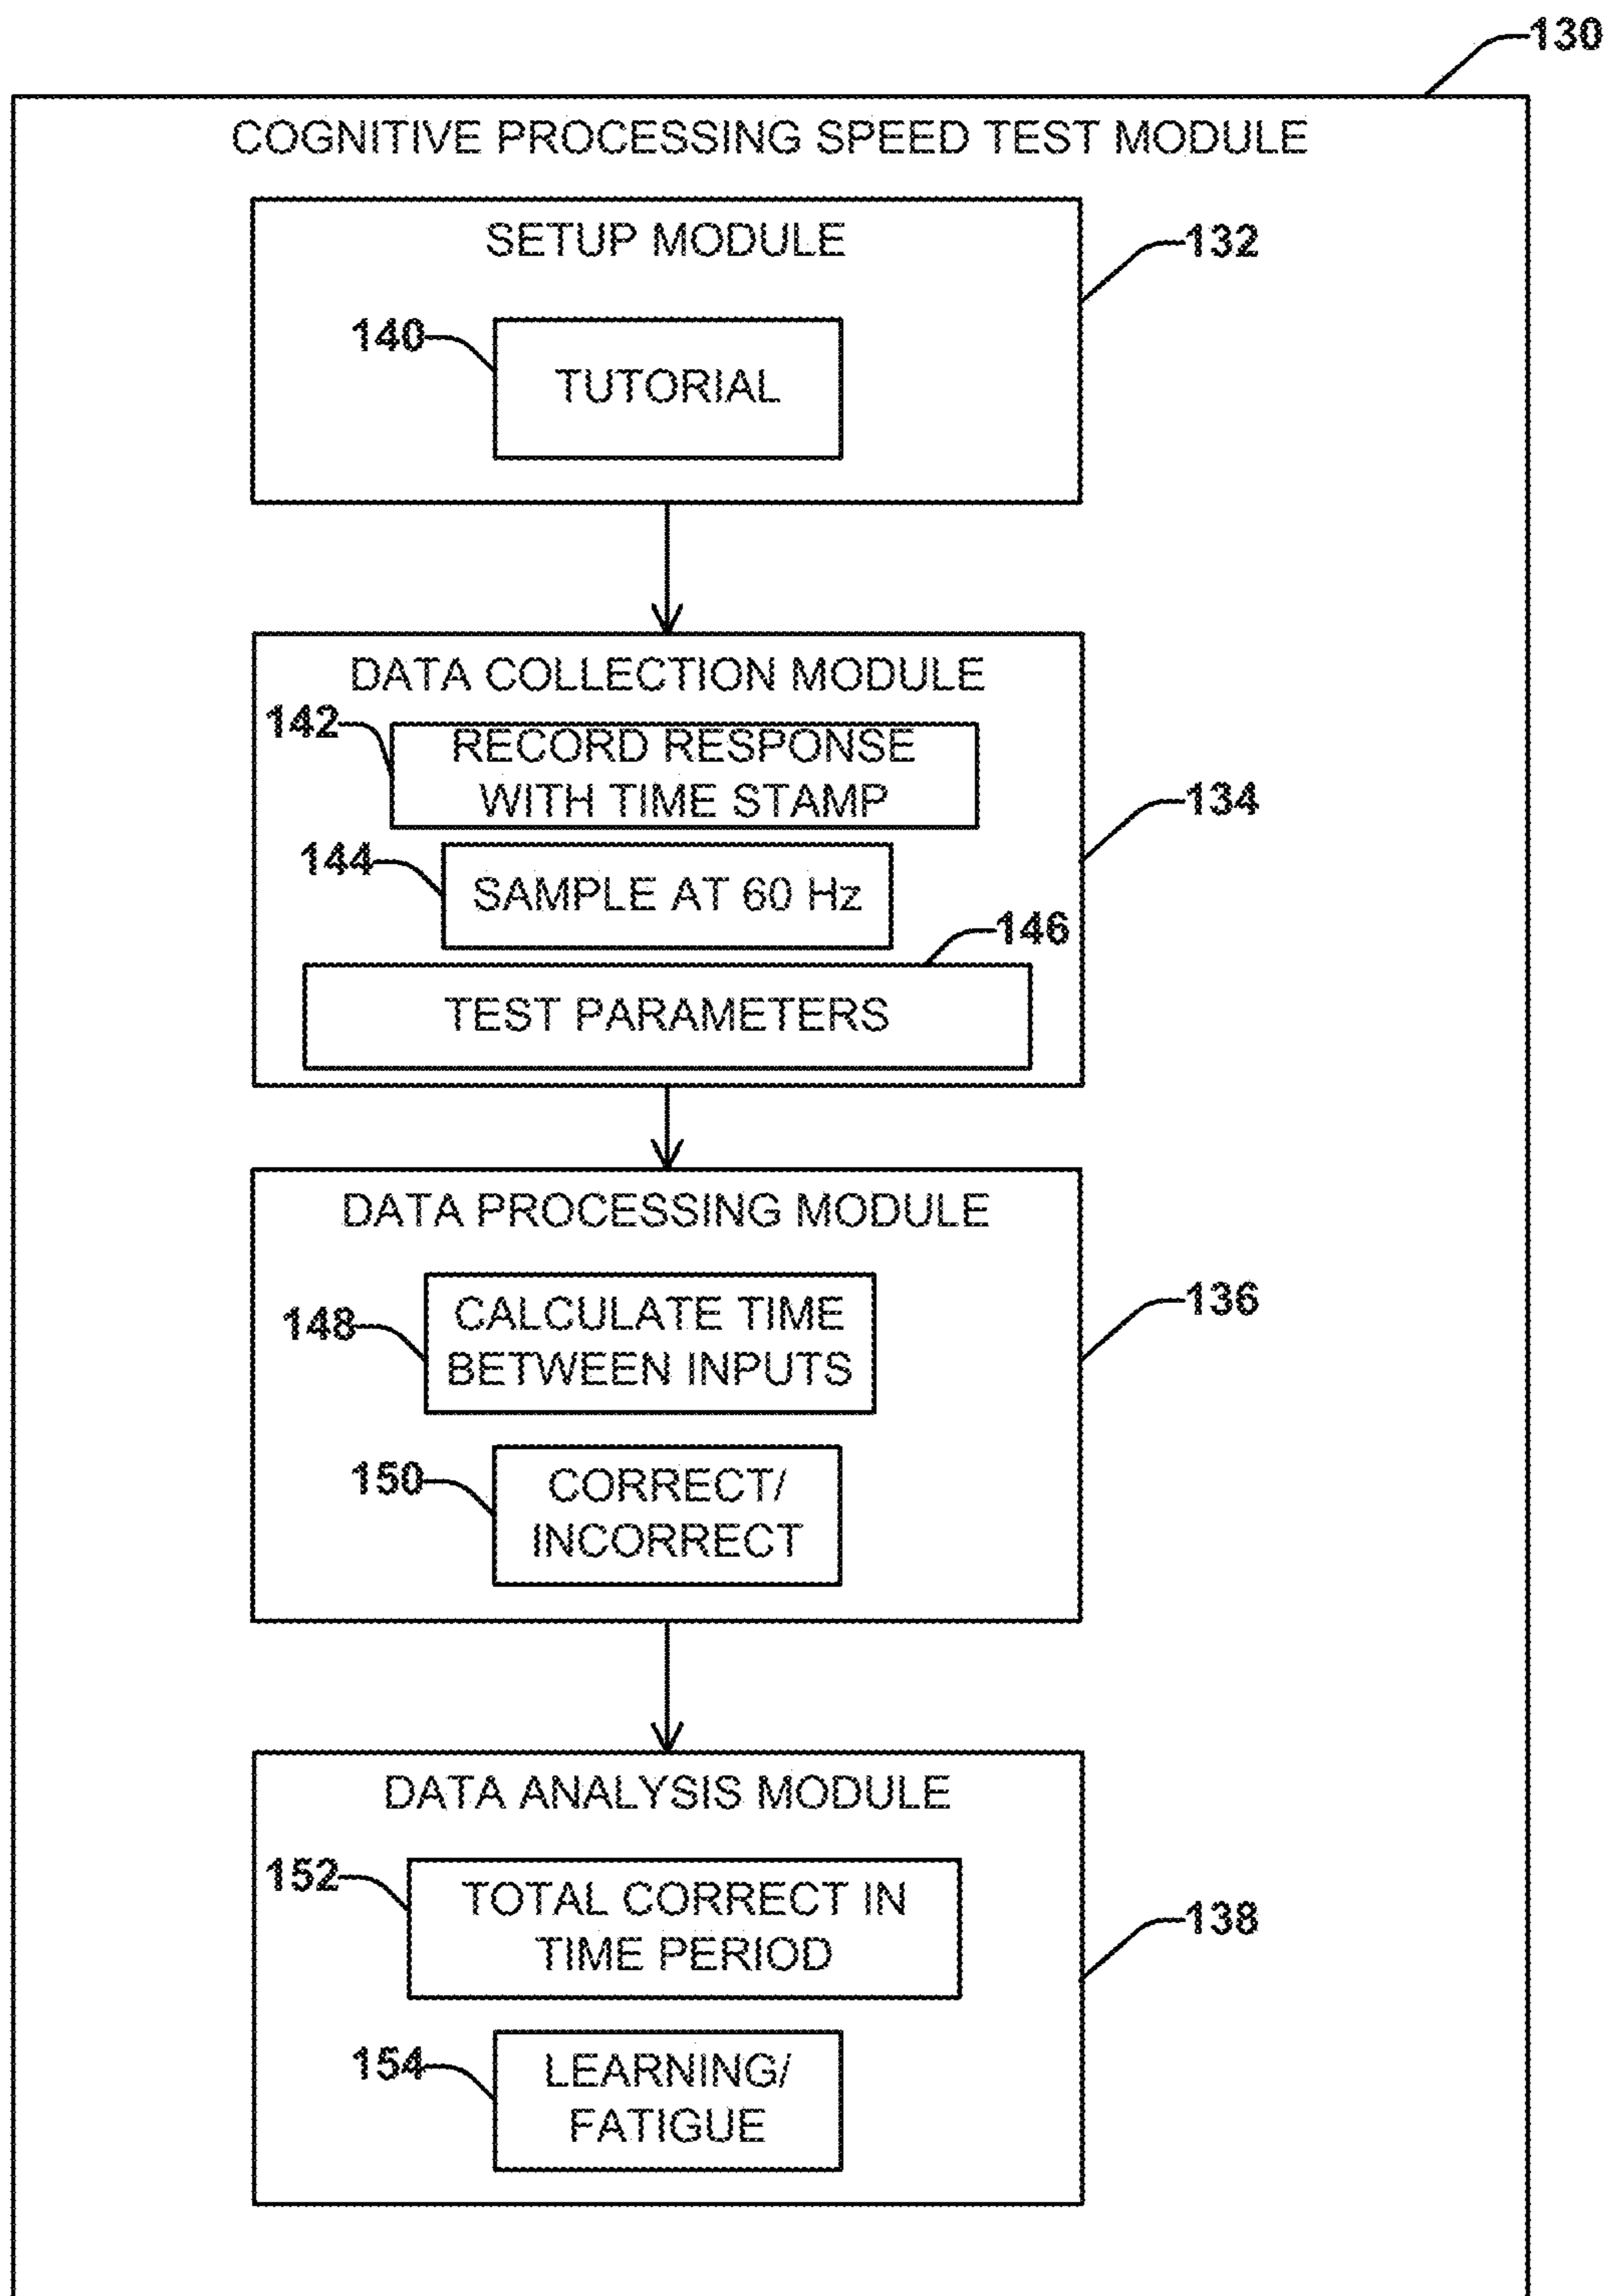 130
COGNITIVE PROCESSING SPEED TEST MODULE
SETUP MODULE
132
140
TUTORIAL
DATA COLLECTION MODULE
142
RECORD RESPONSE
WITH TIME STAMP
134
144
SAMPLE AT 60 Hz
146
TEST PARAMETERS
DATA PROCESSING MODULE
136
148
CALCULATE TIME
BETWEEN INPUTS
150
CORRECT/
INCORRECT
DATA ANALYSIS MODULE
152
TOTAL CORRECT IN
TIME PERIOD
138
154
LEARNING/
FATIGUE